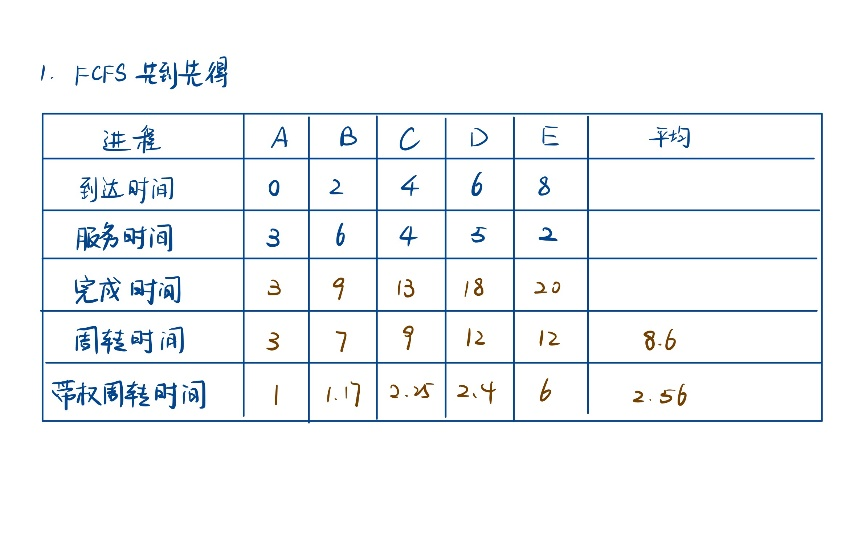 1. FCFS 先到先得
进程 A B C D E 平均
到达时间 0 2 4 6 8
服务时间 3 6 4 5 2
完成时间 3 9 13 18 20
周转时间 3 7 9 12 12 8.6
带权周转时间 1 1.17 2.25 2.4 6 2.56